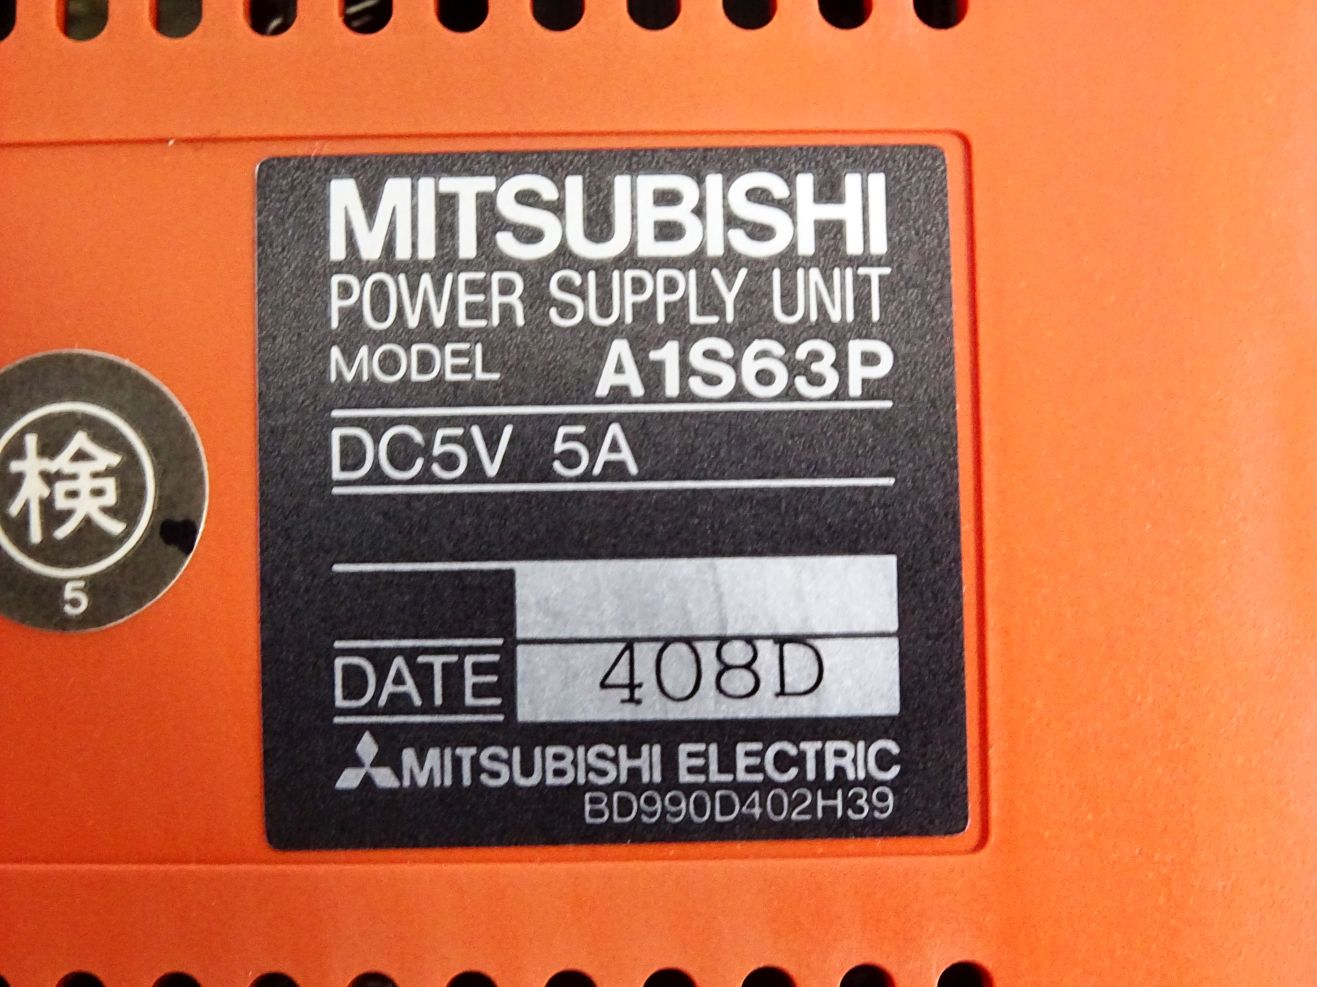 MITSUBISHI
POWER SUPPLY UNIT
MODEL A1S63P
DC5V 5A
DATE 408D
MITSUBISHI ELECTRIC
BD990D402H39
検
5